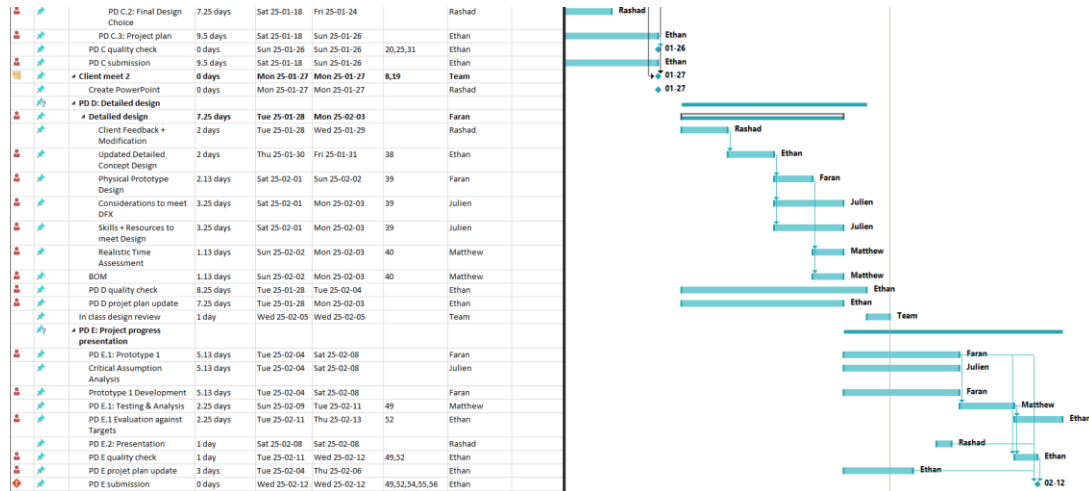 PD C.2: Final Design Choice 7.25 days Sat 25-01-18 Fri 25-01-24 Rashad Rashad
PD C.3: Project plan 9.5 days Sat 25-01-18 Sun 25-01-26 Ethan Ethan
PD C quality check 0 days Sun 25-01-26 Sun 25-01-26 20,25,31 Ethan 01-26
PD C submission 9.5 days Sat 25-01-18 Sun 25-01-26 Ethan Ethan
Client meet 2 0 days Mon 25-01-27 Mon 25-01-27 8,19 Team 01-27
Create PowerPoint 0 days Mon 25-01-27 Mon 25-01-27 Rashad 01-27
PD D: Detailed design
Detailed design 7.25 days Tue 25-01-28 Mon 25-02-03 Faran
Client Feedback + Modification 2 days Tue 25-01-28 Wed 25-01-29 Rashad Rashad
Updated Detailed Concept Design 2 days Thu 25-01-30 Fri 25-01-31 38 Ethan Ethan
Physical Prototype Design 2.13 days Sat 25-02-01 Sun 25-02-02 39 Faran Faran
Considerations to meet DFX 3.25 days Sat 25-02-01 Mon 25-02-03 39 Julien Julien
Skills + Resources to meet Design 3.25 days Sat 25-02-01 Mon 25-02-03 39 Julien Julien
Realistic Time Assessment 1.13 days Sun 25-02-02 Mon 25-02-03 40 Matthew Matthew
BOM 1.13 days Sun 25-02-02 Mon 25-02-03 40 Matthew Matthew
PD D quality check 8.25 days Tue 25-01-28 Tue 25-02-04 Ethan Ethan
PD D projet plan update 7.25 days Tue 25-01-28 Mon 25-02-03 Ethan Ethan
In class design review 1 day Wed 25-02-05 Wed 25-02-05 Team Team
PD E: Project progress presentation
PD E.1: Prototype 1 5.13 days Tue 25-02-04 Sat 25-02-08 Faran Faran
Critical Assumption Analysis 5.13 days Tue 25-02-04 Sat 25-02-08 Julien Julien
Prototype 1 Development 5.13 days Tue 25-02-04 Sat 25-02-08 Faran Faran
PD E.1: Testing & Analysis 2.25 days Sun 25-02-09 Tue 25-02-11 49 Matthew Matthew
PD E.1 Evaluation against Targets 2.25 days Tue 25-02-11 Thu 25-02-13 52 Ethan Ethan
PD E.2: Presentation 1 day Sat 25-02-08 Sat 25-02-08 Rashad Rashad
PD E quality check 1 day Tue 25-02-11 Wed 25-02-12 49,52 Ethan Ethan
PD E projet plan update 3 days Tue 25-02-04 Thu 25-02-06 Ethan Ethan
PD E submission 0 days Wed 25-02-12 Wed 25-02-12 49,52,54,55,56 Ethan 02-12